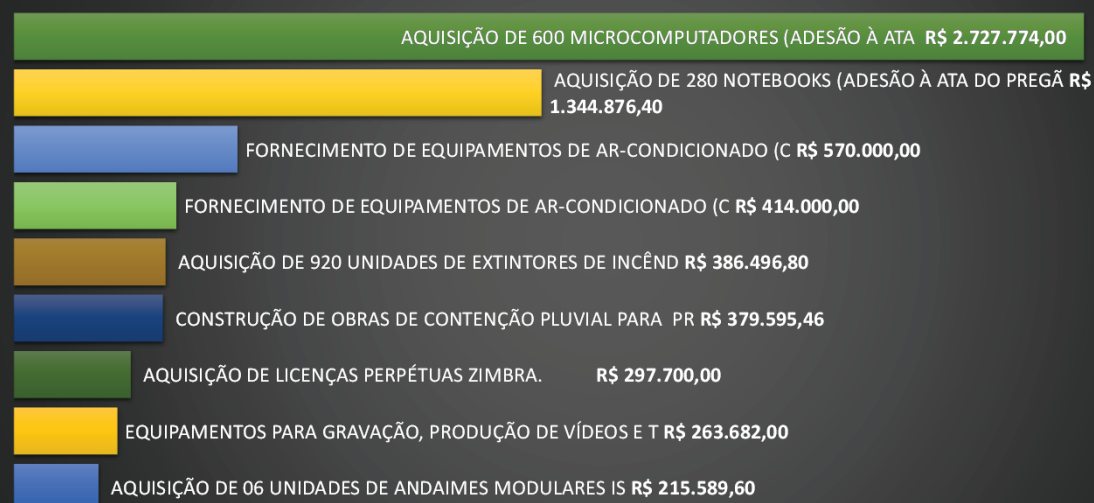 AQUISIÇÃO DE 600 MICROCOMPUTADORES (ADESÃO À ATA R$ 2.727.774,00
AQUISIÇÃO DE 280 NOTEBOOKS (ADESÃO À ATA DO PREGÃ R$
1.344.876,40
FORNECIMENTO DE EQUIPAMENTOS DE AR-CONDICIONADO (C R$ 570.000,00
FORNECIMENTO DE EQUIPAMENTOS DE AR-CONDICIONADO (C R$ 414.000,00
AQUISIÇÃO DE 920 UNIDADES DE EXTINTORES DE INCÊND R$ 386.496,80
CONSTRUÇÃO DE OBRAS DE CONTENÇÃO PLUVIAL PARA PR R$ 379.595,46
AQUISIÇÃO DE LICENÇAS PERPÉTUAS ZIMBRA. R$ 297.700,00
EQUIPAMENTOS PARA GRAVAÇÃO, PRODUÇÃO DE VÍDEOS E T R$ 263.682,00
AQUISIÇÃO DE 06 UNIDADES DE ANDAIMES MODULARES IS R$ 215.589,60